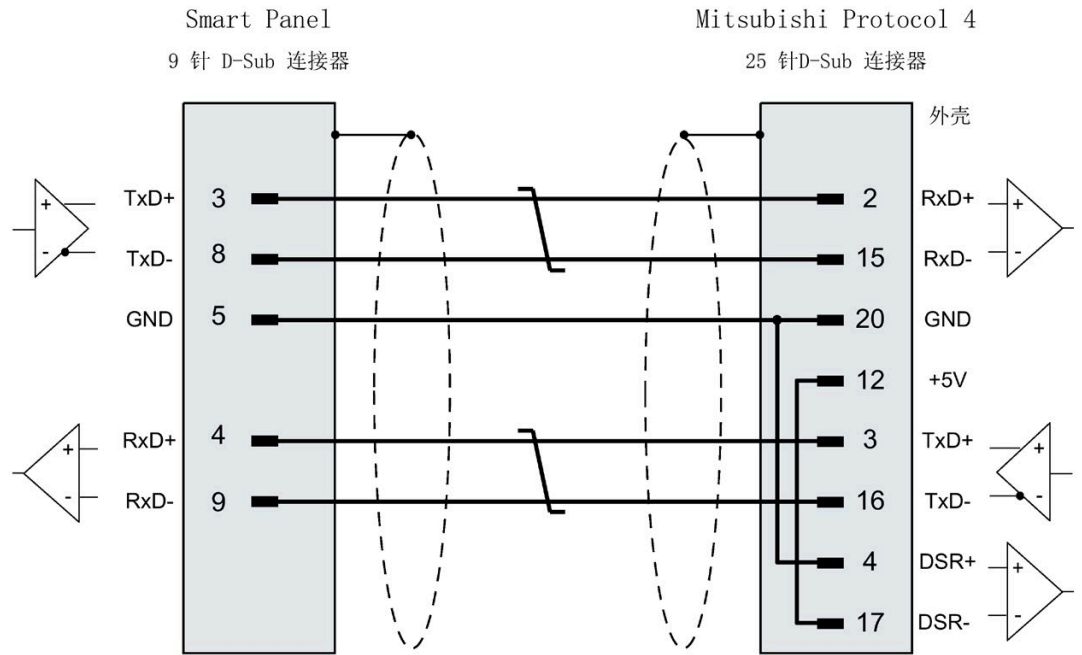 Smart Panel Mitsubishi Protocol 4
9 针 D-Sub 连接器 25 针D-Sub 连接器
外壳
+ TxD+ 3 2 RxD+ +
- TxD- 8 15 RxD- -
GND 5 20 GND
12 +5V
+ RxD+ 4 3 TxD+ +
- RxD- 9 16 TxD- -
4 DSR+ +
17 DSR- -